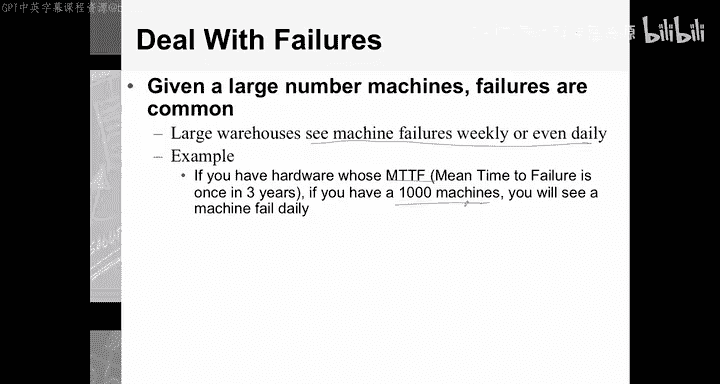 GPT中英字幕课程资源
bilibili
Deal With Failures
• Given a large number machines, failures are
common
– Large warehouses see machine failures weekly or even daily
– Example
• If you have hardware whose MTTF (Mean Time to Failure is
once in 3 years), if you have a 1000 machines, you will see a
machine fail daily